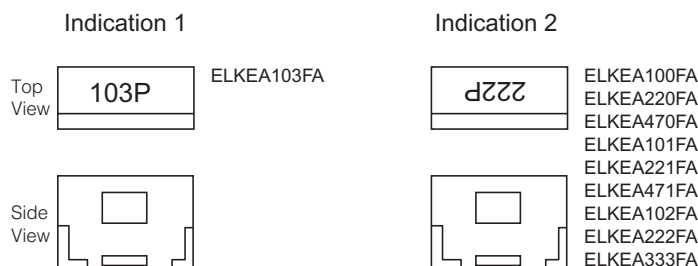 Indication 1
Indication 2
Top
View
103P
ELKEA103FA
222P
ELKEA100FA
ELKEA220FA
ELKEA470FA
ELKEA101FA
ELKEA221FA
ELKEA471FA
ELKEA102FA
ELKEA222FA
ELKEA333FA
Side
View